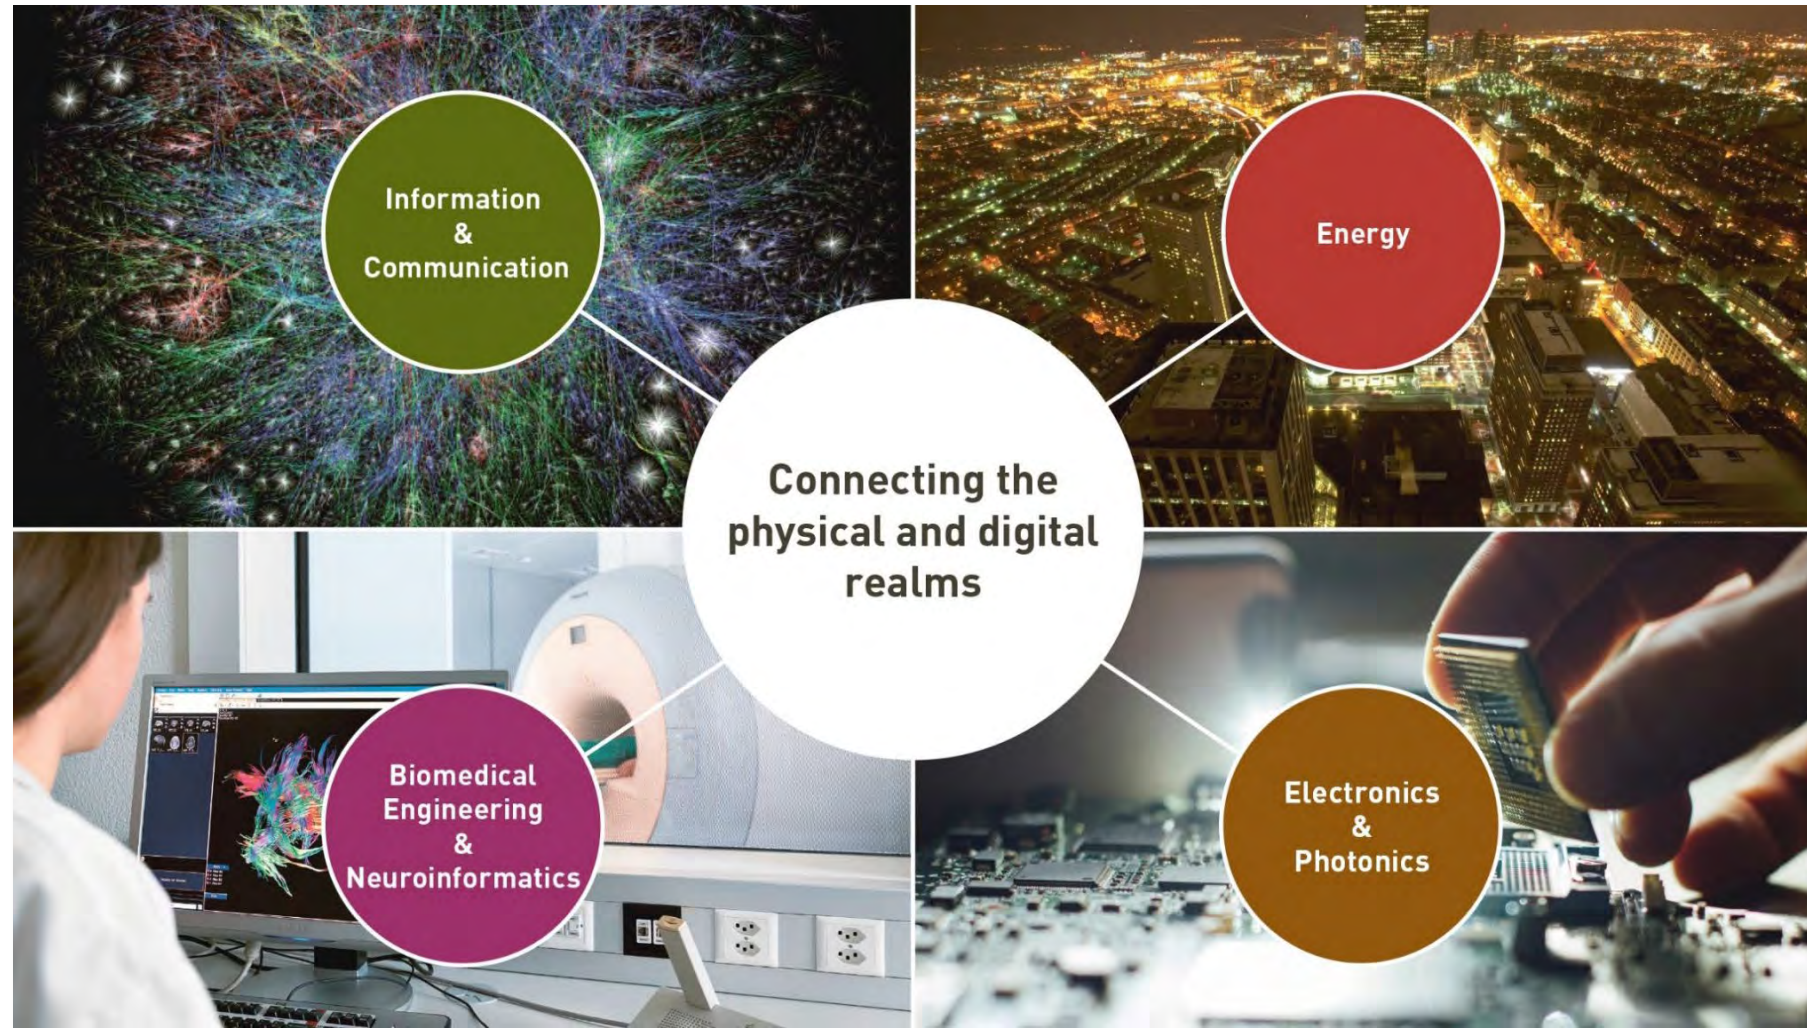 Information
&
Communication
Energy
Connecting the
physical and digital
realms
Biomedical
Engineering
&
Neuroinformatics
Electronics
&
Photonics